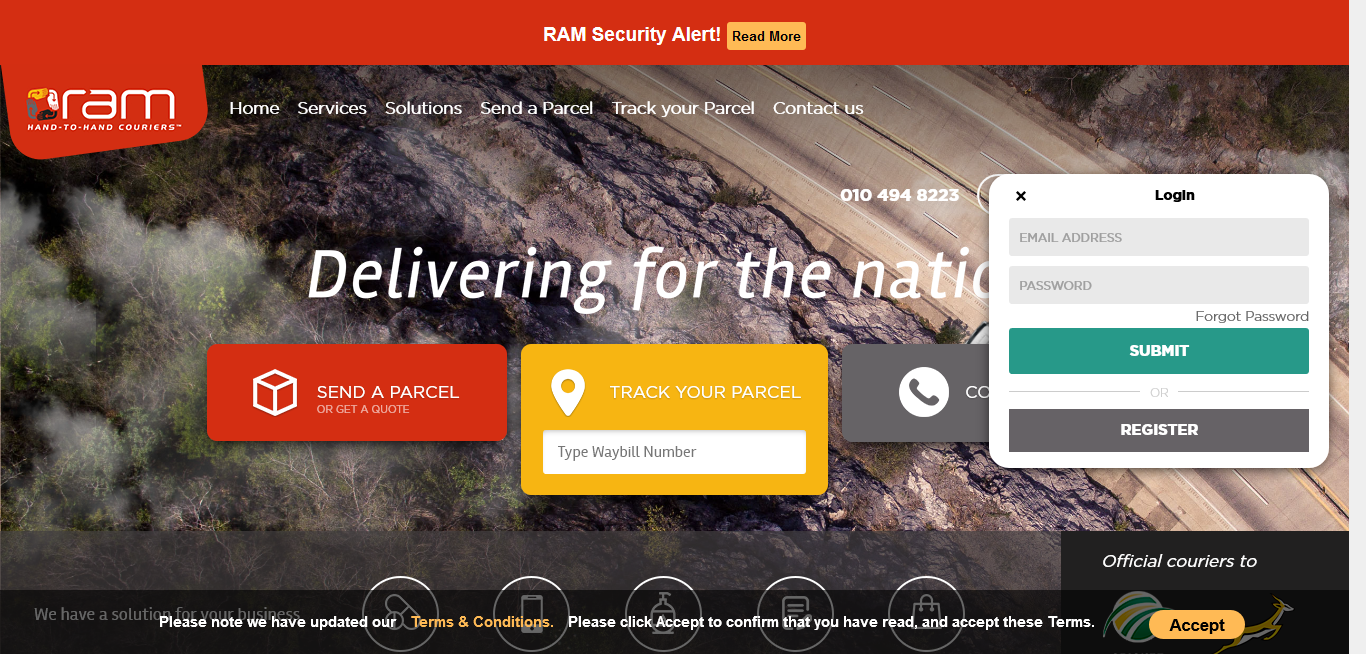 RAM Security Alert! Read More
ram
HAND-TO-HAND COURIERS™
Home Services Solutions Send a Parcel Track your Parcel Contact us
010 494 8223
Login
EMAIL ADDRESS
PASSWORD
Forgot Password
SUBMIT
OR
REGISTER
Delivering for the natio
SEND A PARCEL
OR GET A QUOTE
TRACK YOUR PARCEL
Type Waybill Number
CO
Official couriers to
We have a solution for your business
Please note we have updated our Terms & Conditions. Please click Accept to confirm that you have read, and accept these Terms. Accept